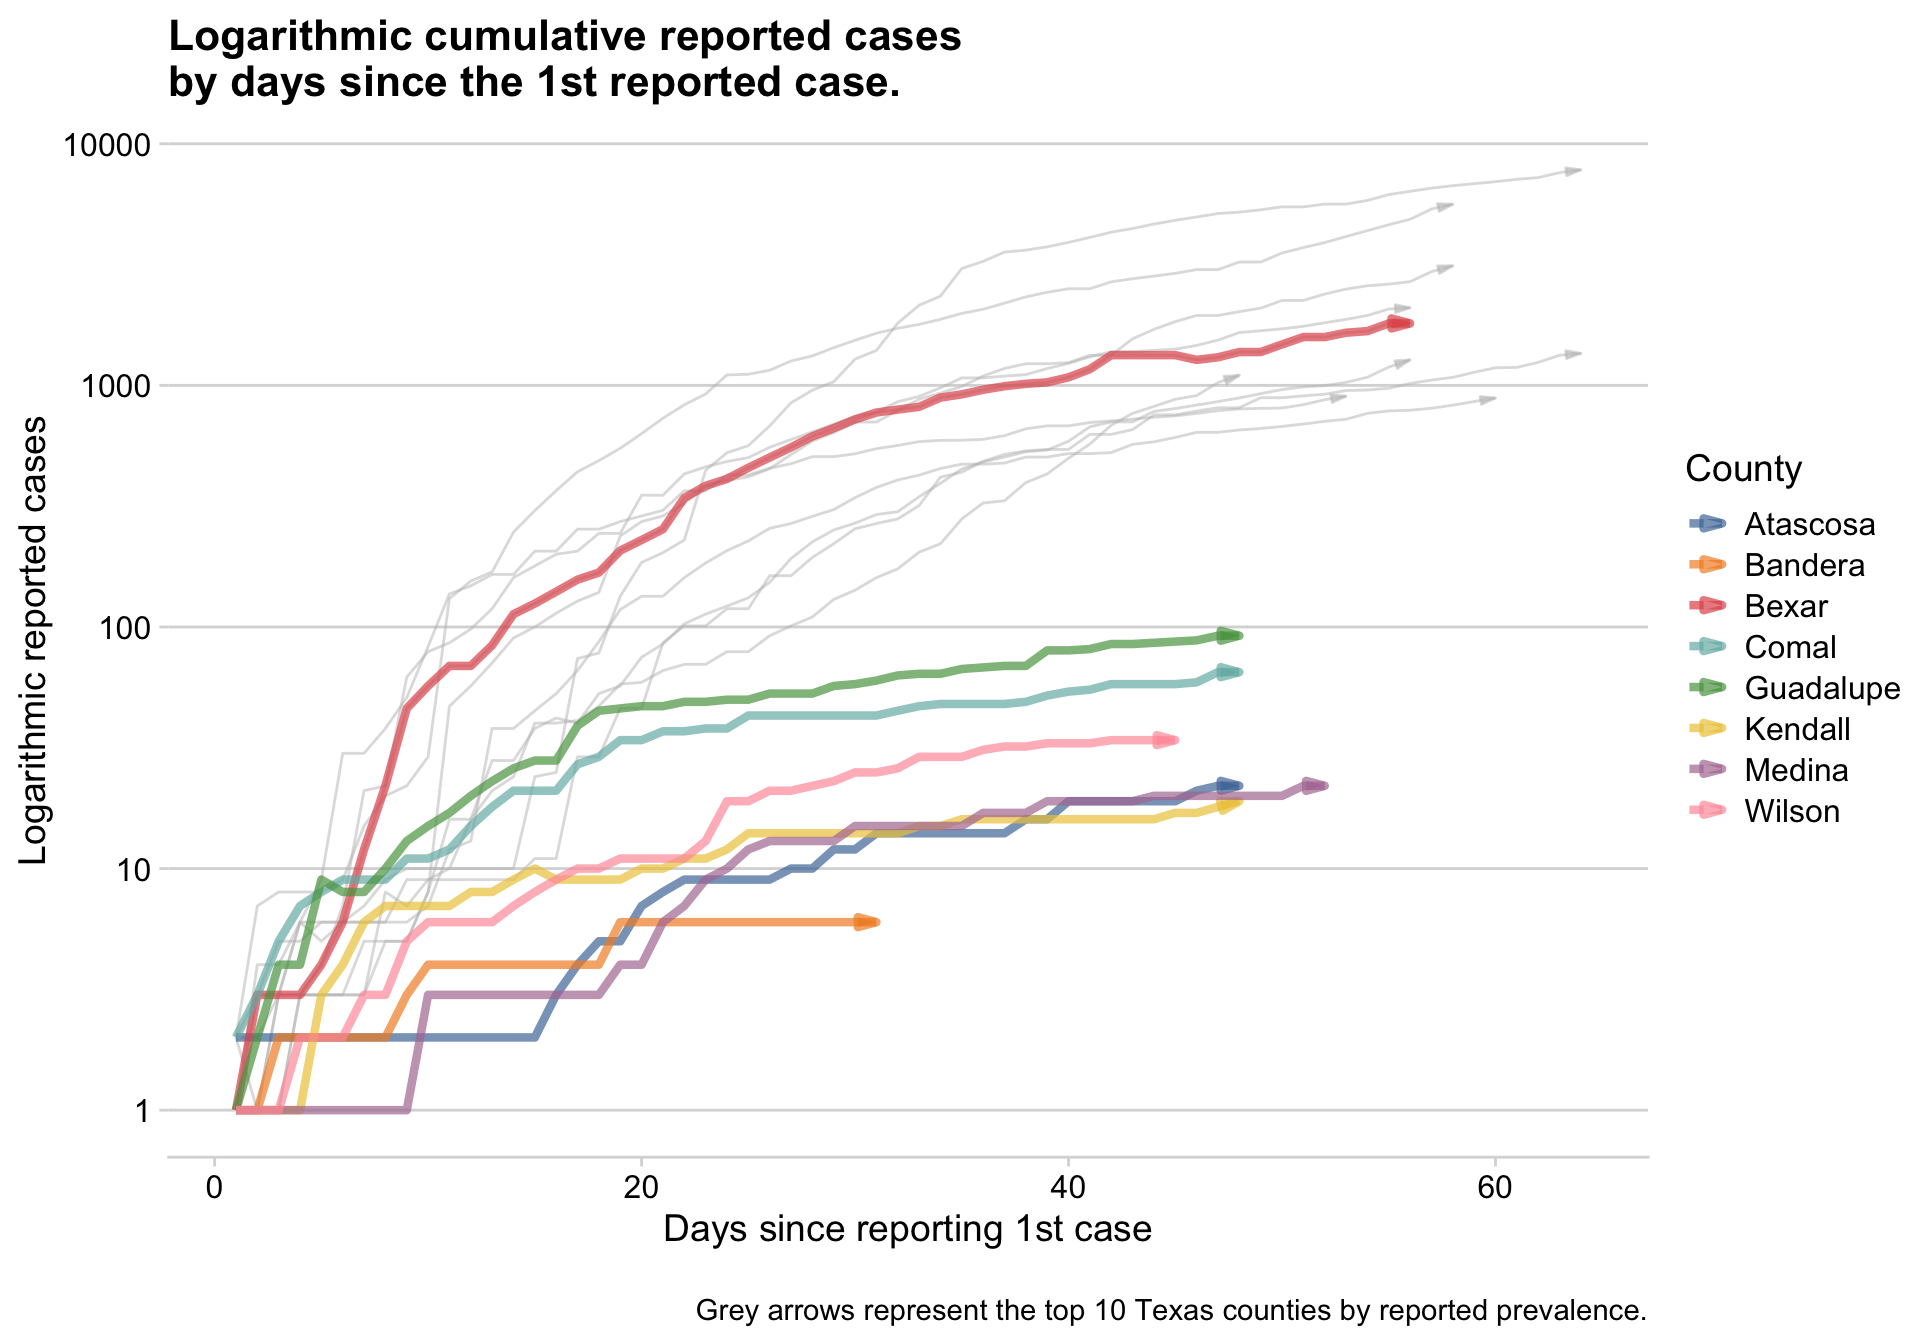 Logarithmic cumulative reported cases
by days since the 1st reported case.
Logarithmic reported cases
10000
1000
100
10
1
0
20
40
60
Days since reporting 1st case
County
Atascosa
Bandera
Bexar
Comal
Guadalupe
Kendall
Medina
Wilson
Grey arrows represent the top 10 Texas counties by reported prevalence.